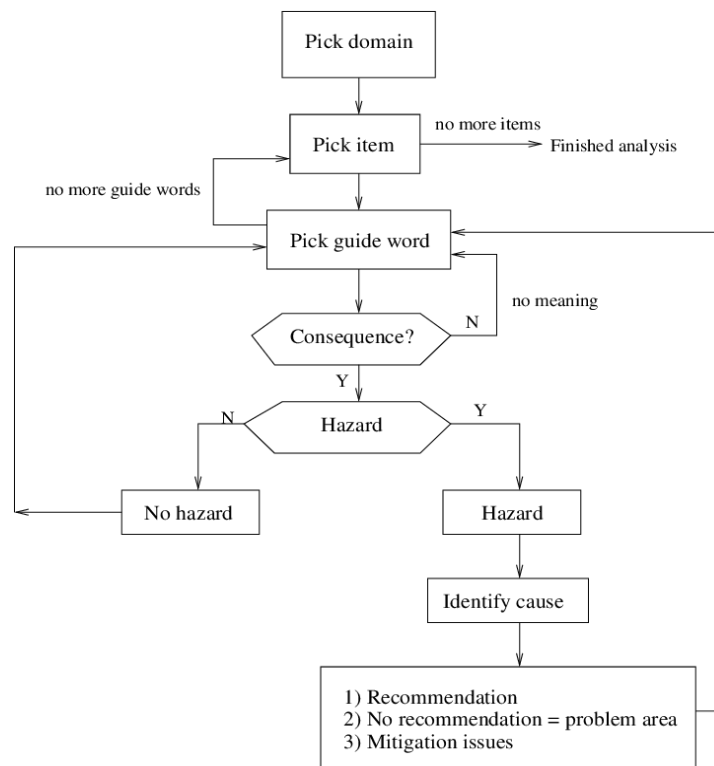 Pick domain
no more items
Pick item
Finished analysis
no more guide words
Pick guide word
no meaning
Consequence?
N
Y
N
Hazard
Y
No hazard
Hazard
Identify cause
1) Recommendation
2) No recommendation = problem area
3) Mitigation issues